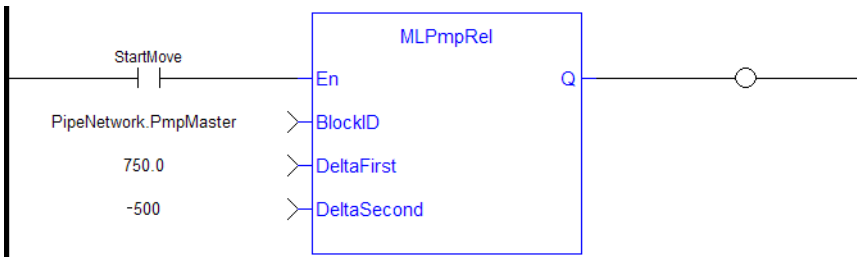 MLPmpRel
StartMove
En Q
PipeNetwork.PmpMaster BlockID
750.0 DeltaFirst
-500 DeltaSecond